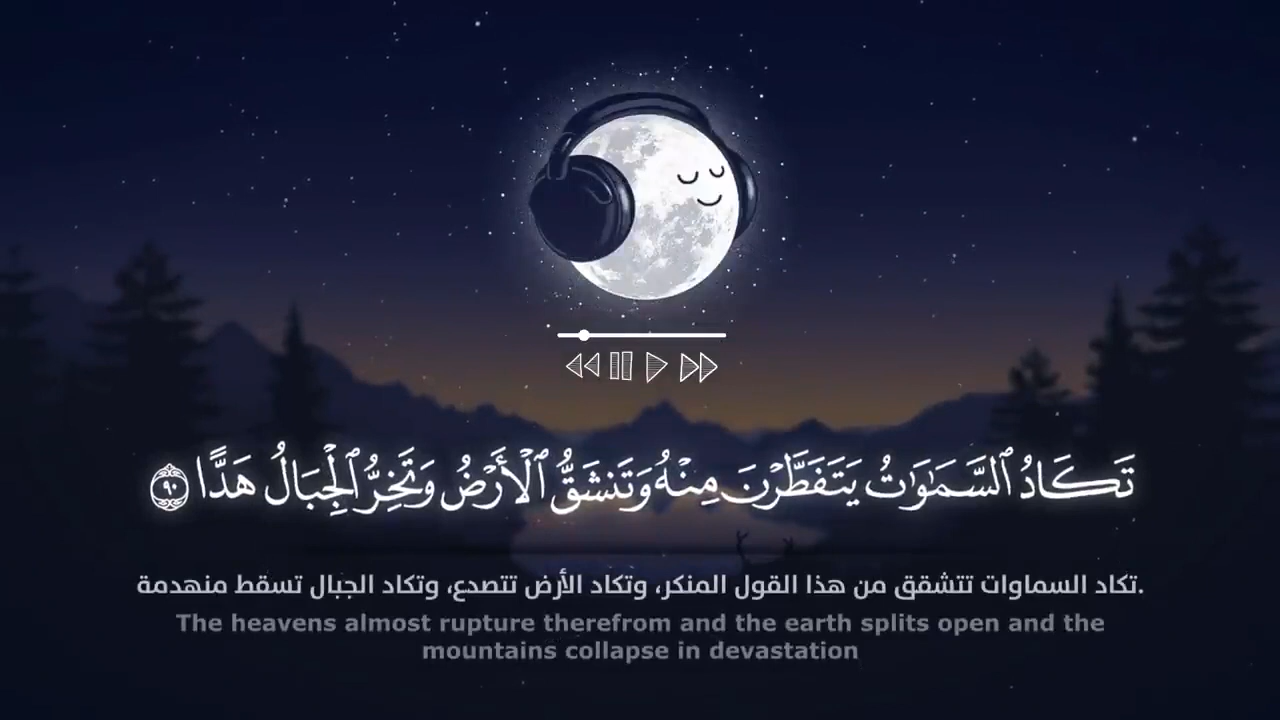 تَكَادُ ٱلسَّمَٰوَٰتُ يَتَفَطَّرْنَ مِنْهُ وَتَنشَقُّ ٱلْأَرْضُ وَتَخِرُّ ٱلْجِبَالُ هَدًّا ٩٠
تكاد السماوات تتشقق من هذا القول المنكر، وتكاد الأرض تتصدع، وتكاد الجبال تسقط منهدمة.
The heavens almost rupture therefrom and the earth splits open and the
mountains collapse in devastation